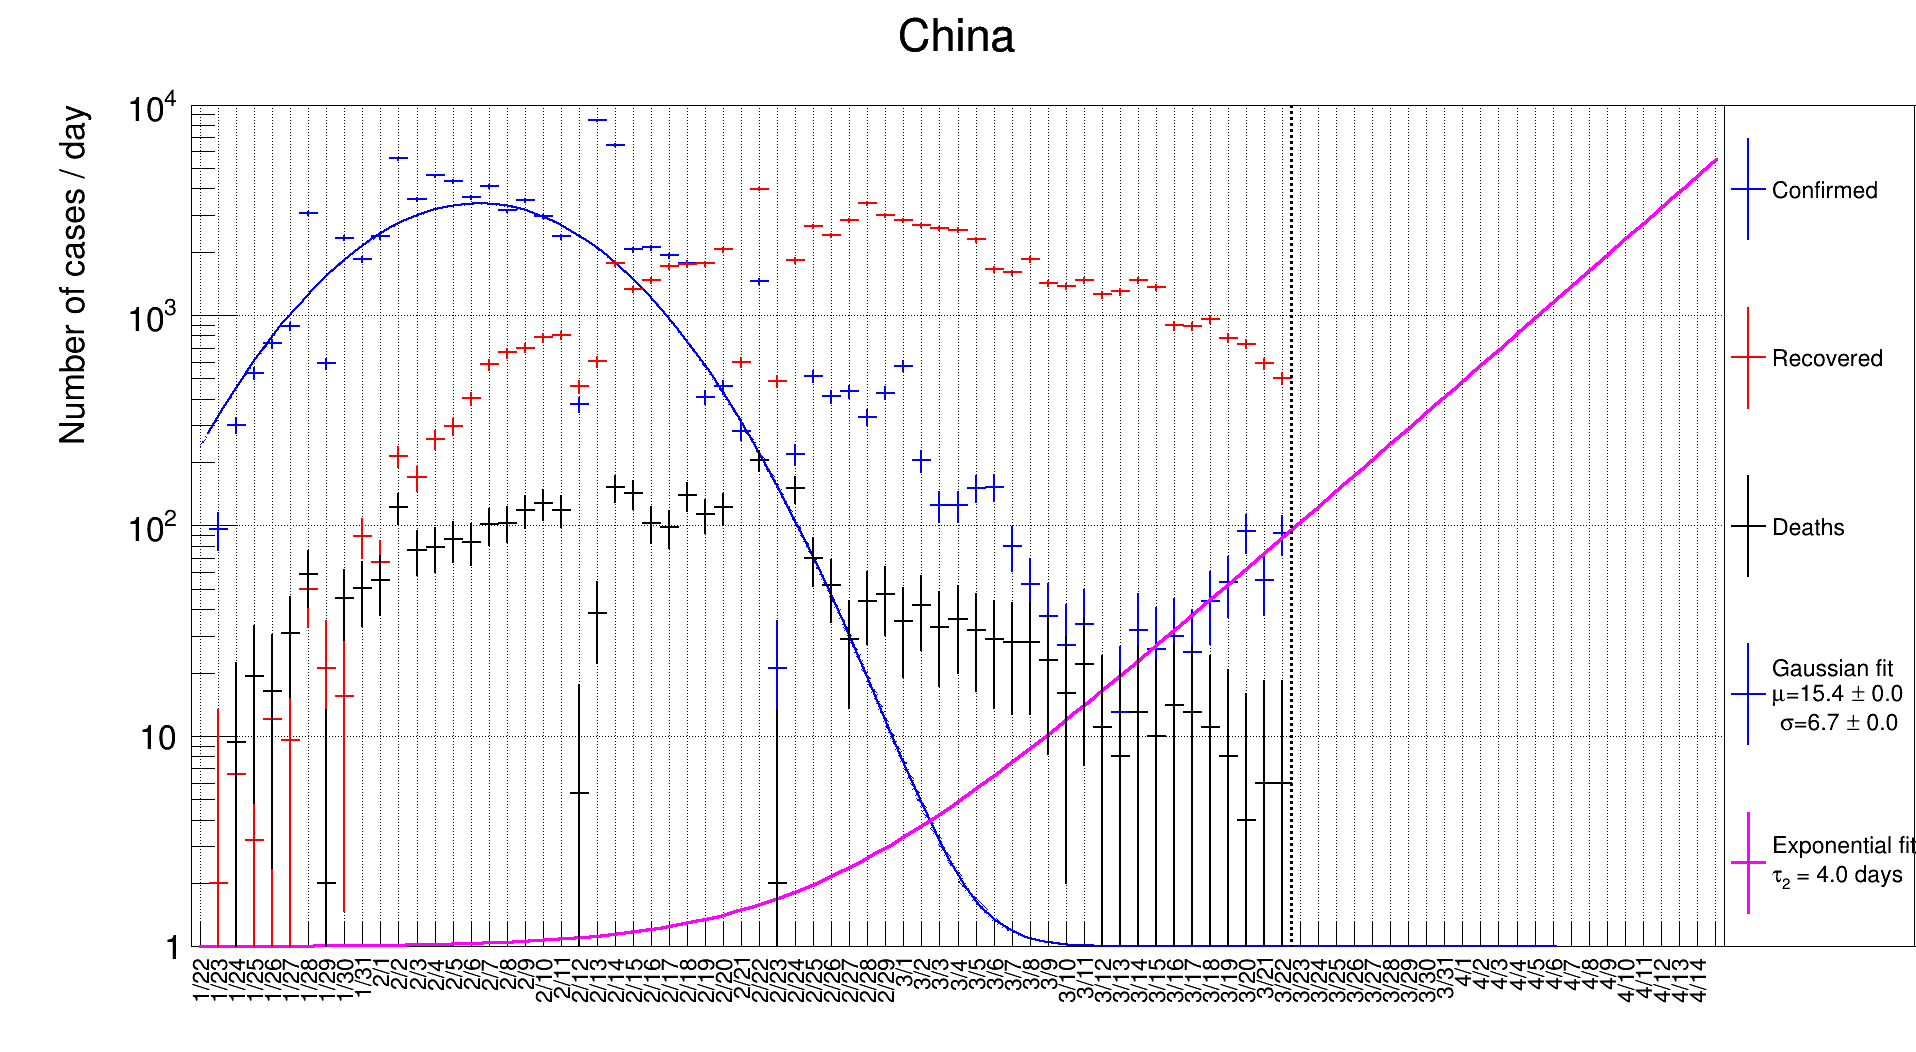 China
Number of cases / day
10⁴
10³
10²
10
1
1/22 1/23 1/24 1/25 1/26 1/27 1/28 1/29 1/30 1/31 2/1 2/2 2/3 2/4 2/5 2/6 2/7 2/8 2/9 2/10 2/11 2/12 2/13 2/14 2/15 2/16 2/17 2/18 2/19 2/20 2/21 2/22 2/23 2/24 2/25 2/26 2/27 2/28 2/29 3/1 3/2 3/3 3/4 3/5 3/6 3/7 3/8 3/9 3/10 3/11 3/12 3/13 3/14 3/15 3/16 3/17 3/18 3/19 3/20 3/21 3/22 3/23 3/24 3/25 3/26 3/27 3/28 3/29 3/30 3/31 4/1 4/2 4/3 4/4 4/5 4/6 4/7 4/8 4/9 4/10 4/11 4/12 4/13 4/14
Confirmed
Recovered
Deaths
Gaussian fit
μ=15.4 ± 0.0
σ=6.7 ± 0.0
Exponential fit
τ₂ = 4.0 days